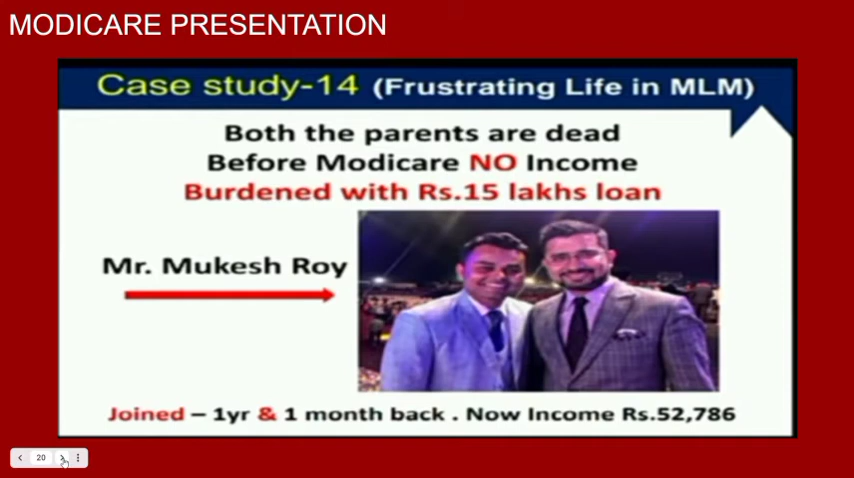 MODICARE PRESENTATION
Case study-14 (Frustrating Life in MLM)
Both the parents are dead
Before Modicare NO Income
Burdened with Rs.15 lakhs loan
Mr. Mukesh Roy
Joined – 1yr & 1 month back . Now Income Rs.52,786
20